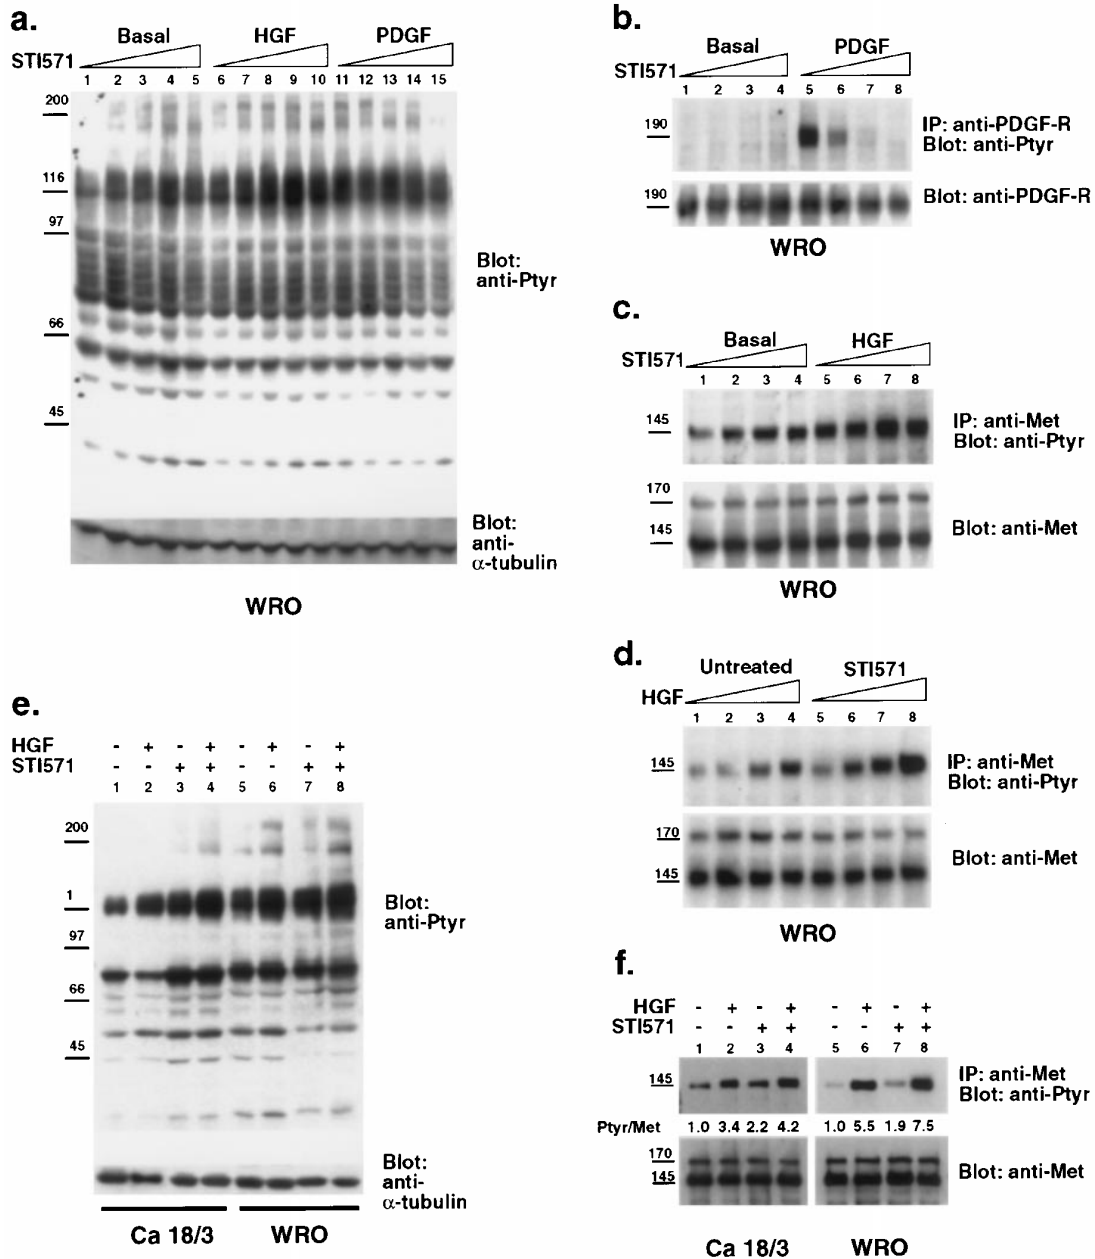 a.
Basal HGF PDGF
STI571
1 2 3 4 5 6 7 8 9 10 11 12 13 14 15
200
116
97
66
45
Blot:
anti-Ptyr
Blot:
anti-
α-tubulin
WRO
b.
Basal PDGF
STI571
1 2 3 4 5 6 7 8
190
IP: anti-PDGF-R
Blot: anti-Ptyr
190
Blot: anti-PDGF-R
WRO
c.
Basal HGF
STI571
1 2 3 4 5 6 7 8
145
IP: anti-Met
Blot: anti-Ptyr
170
145
Blot: anti-Met
WRO
d.
Untreated STI571
HGF
1 2 3 4 5 6 7 8
145
IP: anti-Met
Blot: anti-Ptyr
170
145
Blot: anti-Met
WRO
e.
HGF - + - + - + - +
STI571 - - + + - - + +
1 2 3 4 5 6 7 8
200
1
97
66
45
Blot:
anti-Ptyr
Blot:
anti-
α-tubulin
Ca 18/3 WRO
f.
HGF - + - + - + - +
STI571 - - + + - - + +
1 2 3 4 5 6 7 8
145
IP: anti-Met
Blot: anti-Ptyr
Ptyr/Met 1.0 3.4 2.2 4.2 1.0 5.5 1.9 7.5
170
145
Blot: anti-Met
Ca 18/3 WRO